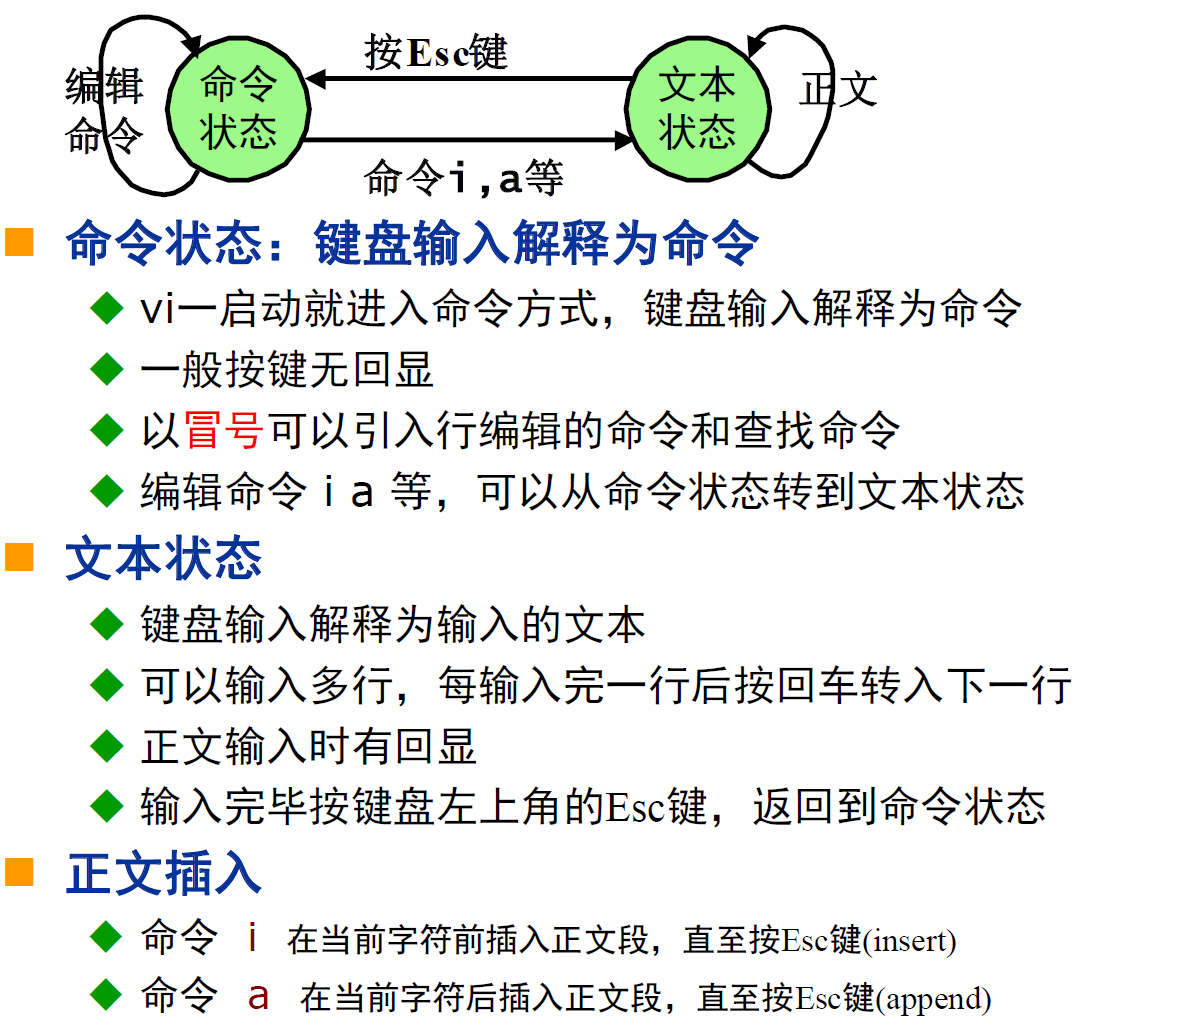 按Esc键
编辑
命令
命令
状态
文本
状态
正文
命令i,a等
命令状态：键盘输入解释为命令
vi一启动就进入命令方式，键盘输入解释为命令
一般按键无回显
以冒号可以引入行编辑的命令和查找命令
编辑命令 i a 等，可以从命令状态转到文本状态
文本状态
键盘输入解释为输入的文本
可以输入多行，每输入完一行后按回车转入下一行
正文输入时有回显
输入完毕按键盘左上角的Esc键，返回到命令状态
正文插入
命令 i 在当前字符前插入正文段，直至按Esc键(insert)
命令 a 在当前字符后插入正文段，直至按Esc键(append)